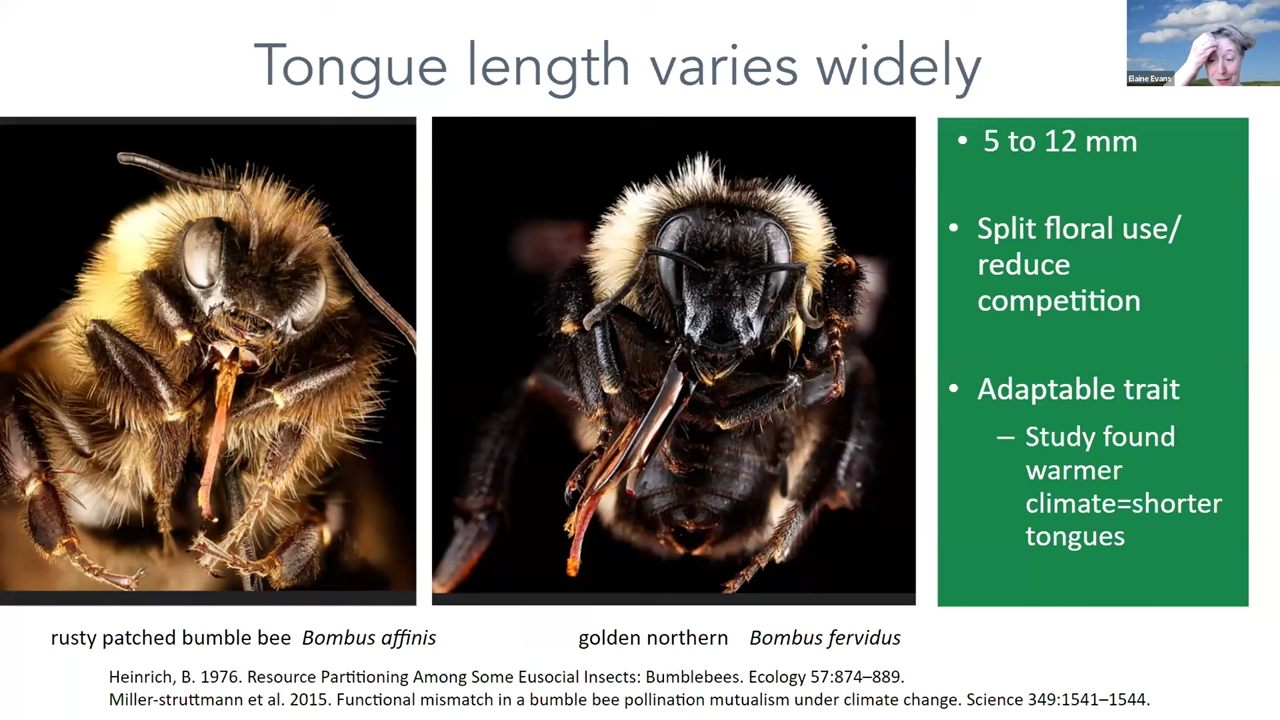 Tongue length varies widely
Elaine Evans
• 5 to 12 mm
• Split floral use/
reduce
competition
• Adaptable trait
– Study found
warmer
climate=shorter
tongues
rusty patched bumble bee Bombus affinis
golden northern Bombus fervidus
Heinrich, B. 1976. Resource Partitioning Among Some Eusocial Insects: Bumblebees. Ecology 57:874–889.
Miller-struttmann et al. 2015. Functional mismatch in a bumble bee pollination mutualism under climate change. Science 349:1541–1544.